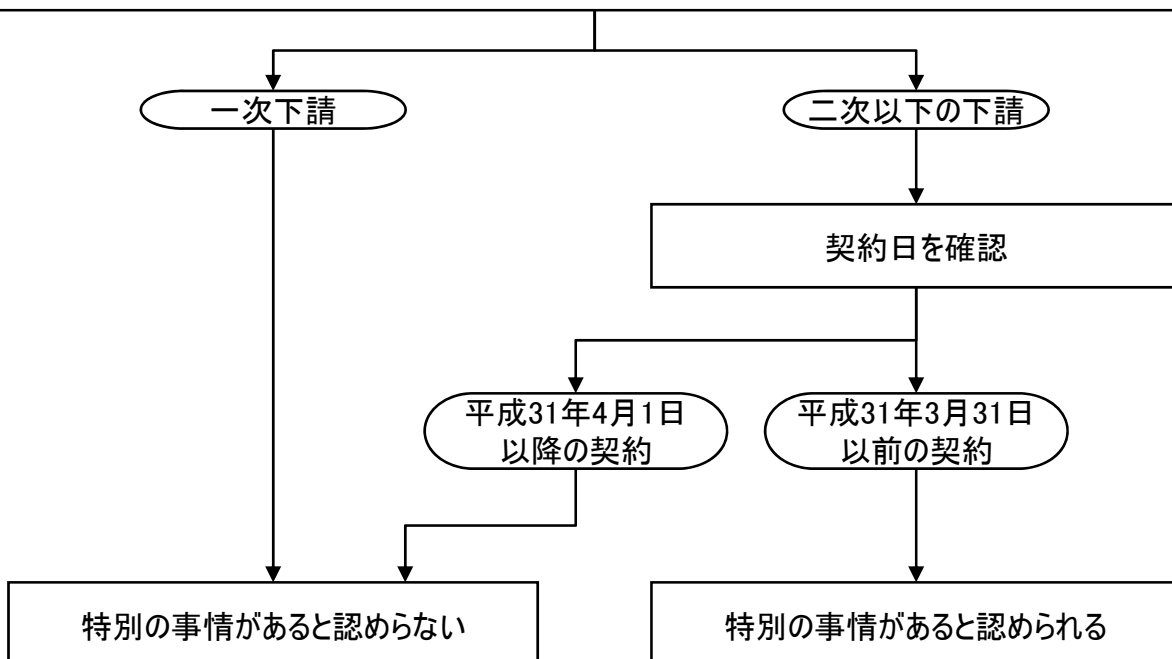 一次下請
二次以下の下請
契約日を確認
平成31年4月1日
以降の契約
平成31年3月31日
以前の契約
特別の事情があると認めらない
特別の事情があると認められる